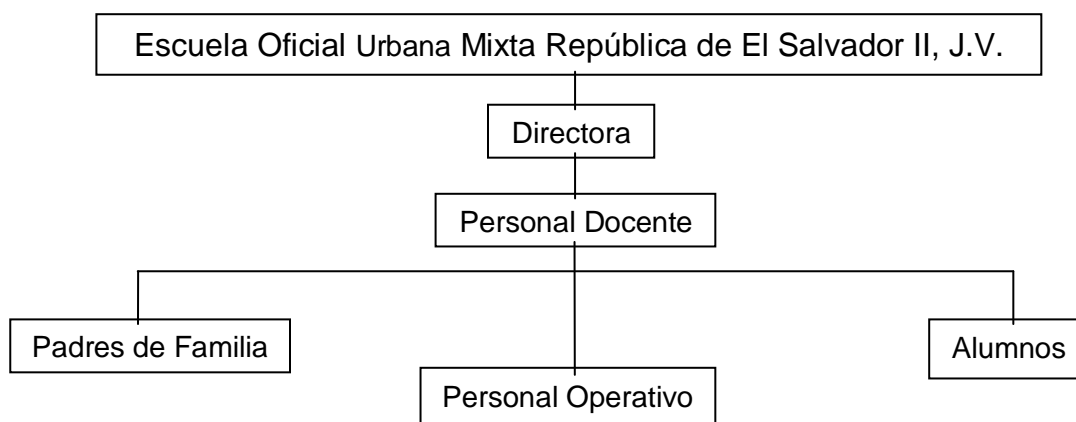 Escuela Oficial Urbana Mixta República de El Salvador II, J.V.
Directora
Personal Docente
Padres de Familia
Alumnos
Personal Operativo